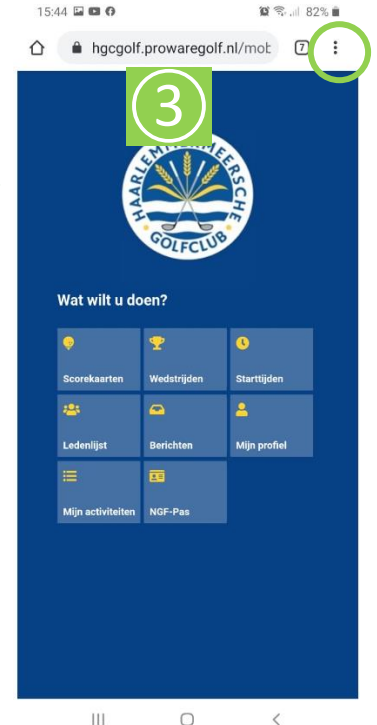 15:44 82%
hgcgolf.prowaregolf.nl/mob 7
3
HAARLEMMERMEERSCHE
GOLFCLUB
Wat wilt u doen?
Scorekaarten Wedstrijden Starttijden
Ledenlijst Berichten Mijn profiel
Mijn activiteiten NGF-Pas